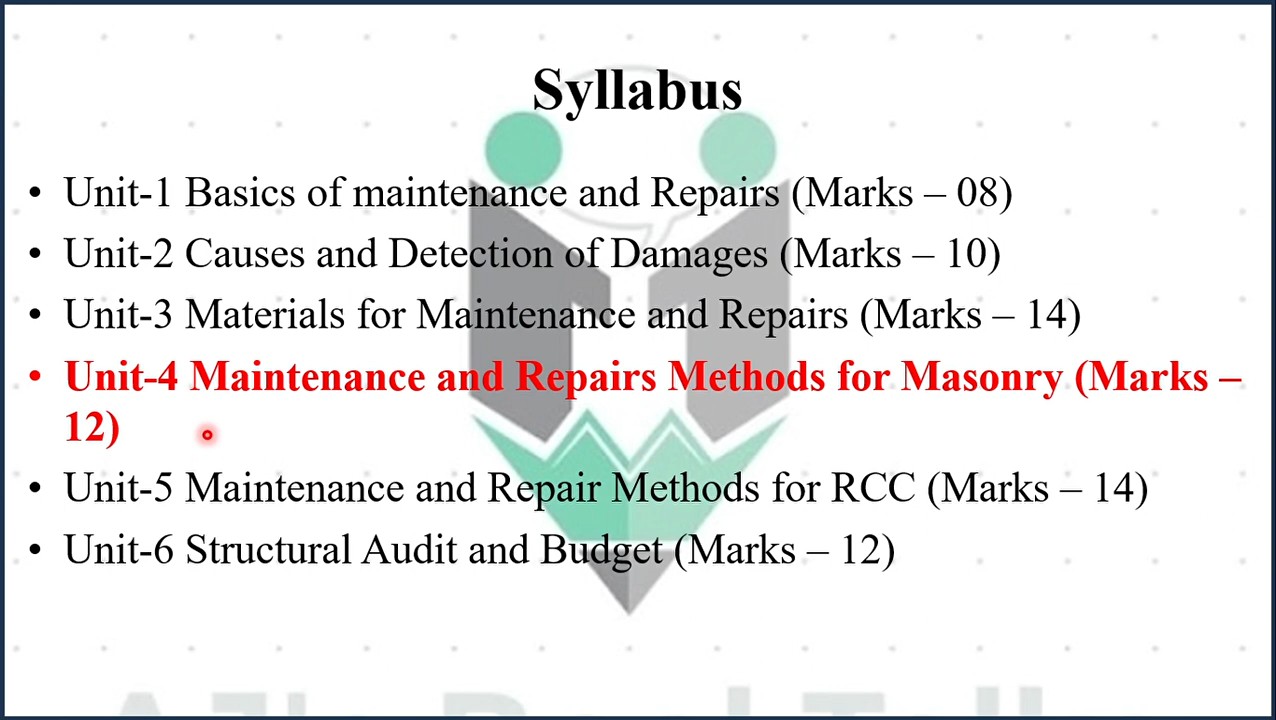 Syllabus
• Unit-1 Basics of maintenance and Repairs (Marks – 08)
• Unit-2 Causes and Detection of Damages (Marks – 10)
• Unit-3 Materials for Maintenance and Repairs (Marks – 14)
• Unit-4 Maintenance and Repairs Methods for Masonry (Marks –
12)
• Unit-5 Maintenance and Repair Methods for RCC (Marks – 14)
• Unit-6 Structural Audit and Budget (Marks – 12)